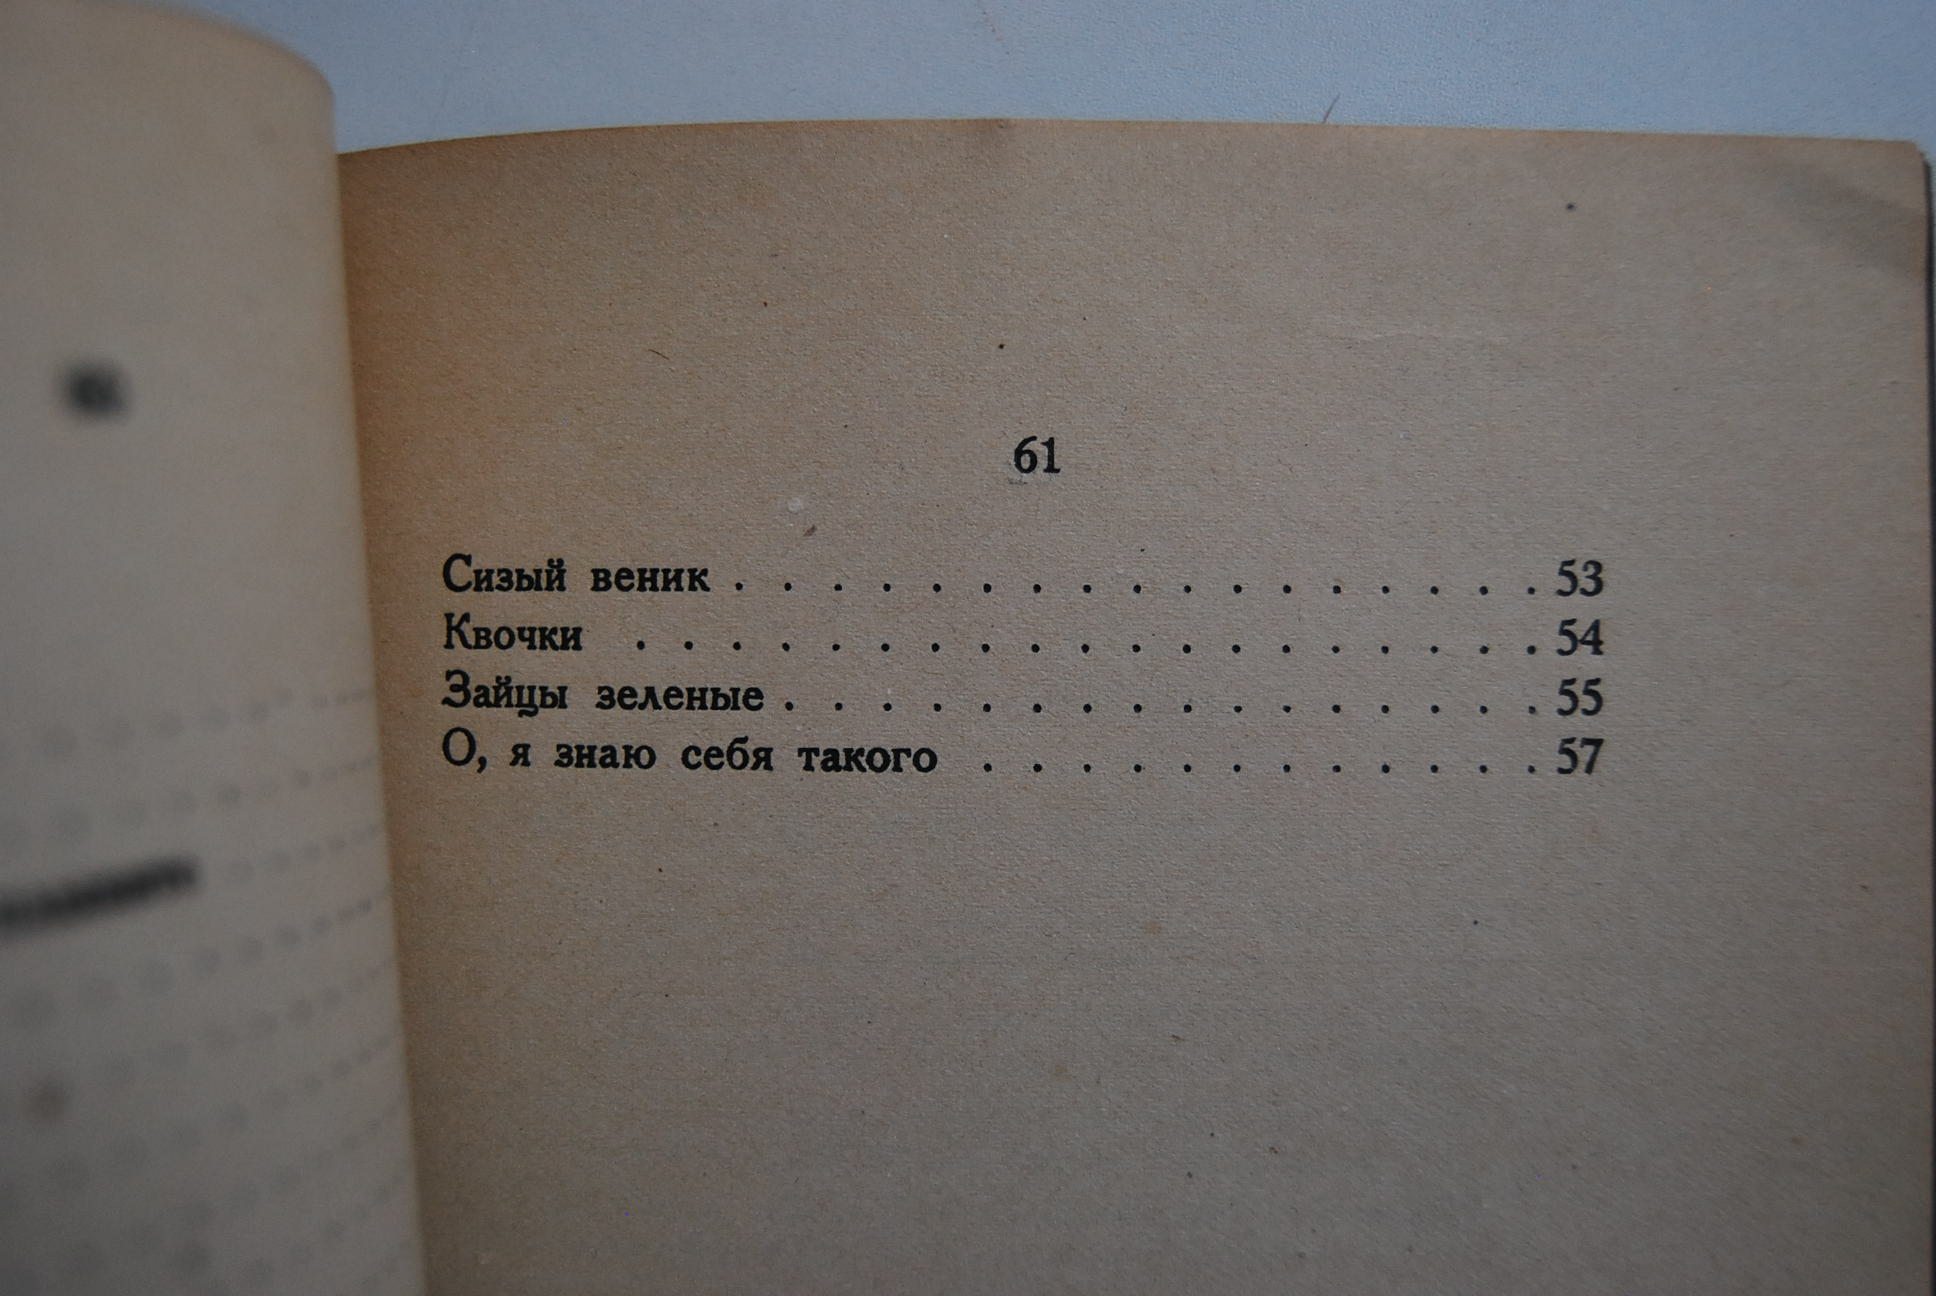 61
Сизый веник . . . . . . . . . . . . . . . . . 53
Квочки . . . . . . . . . . . . . . . . . . . 54
Зайцы зеленые . . . . . . . . . . . . . . . . 55
О, я знаю себя такого . . . . . . . . . . . . 57